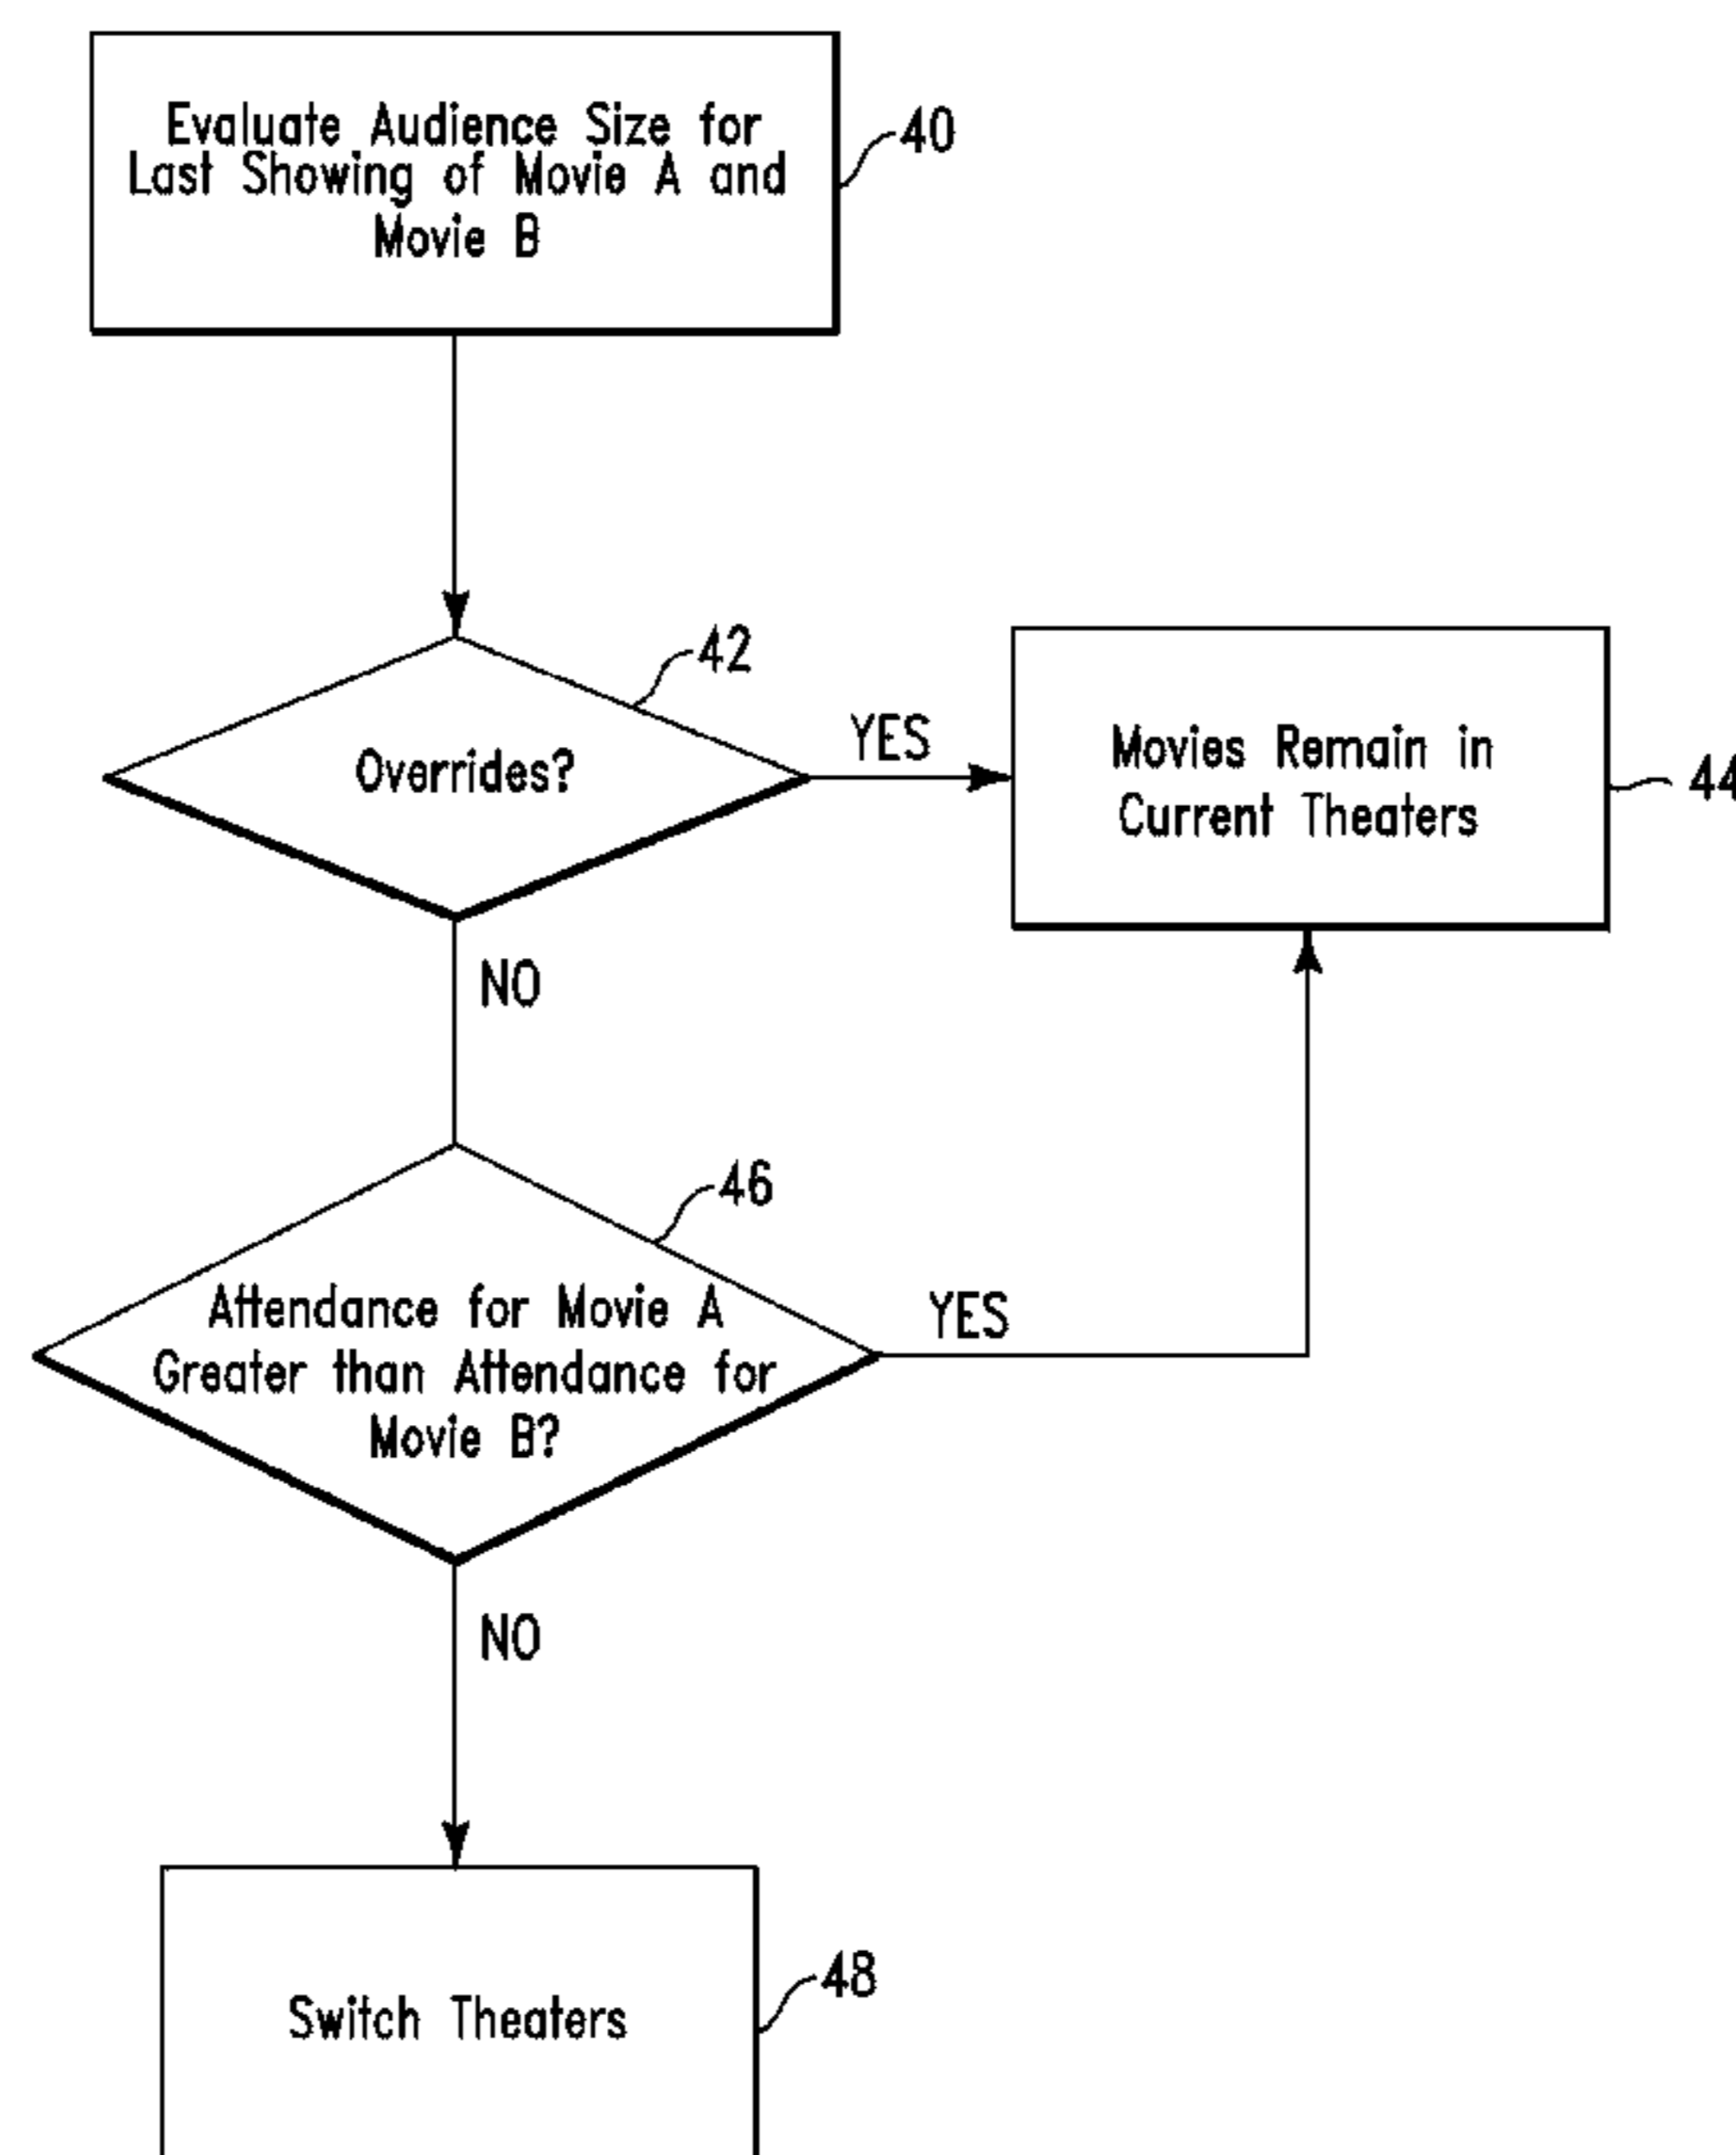 Evaluate Audience Size for
Last Showing of Movie A and
Movie B
40
42
Overrides?
YES
Movies Remain in
Current Theaters
44
NO
46
Attendance for Movie A
Greater than Attendance for
Movie B?
YES
NO
48
Switch Theaters